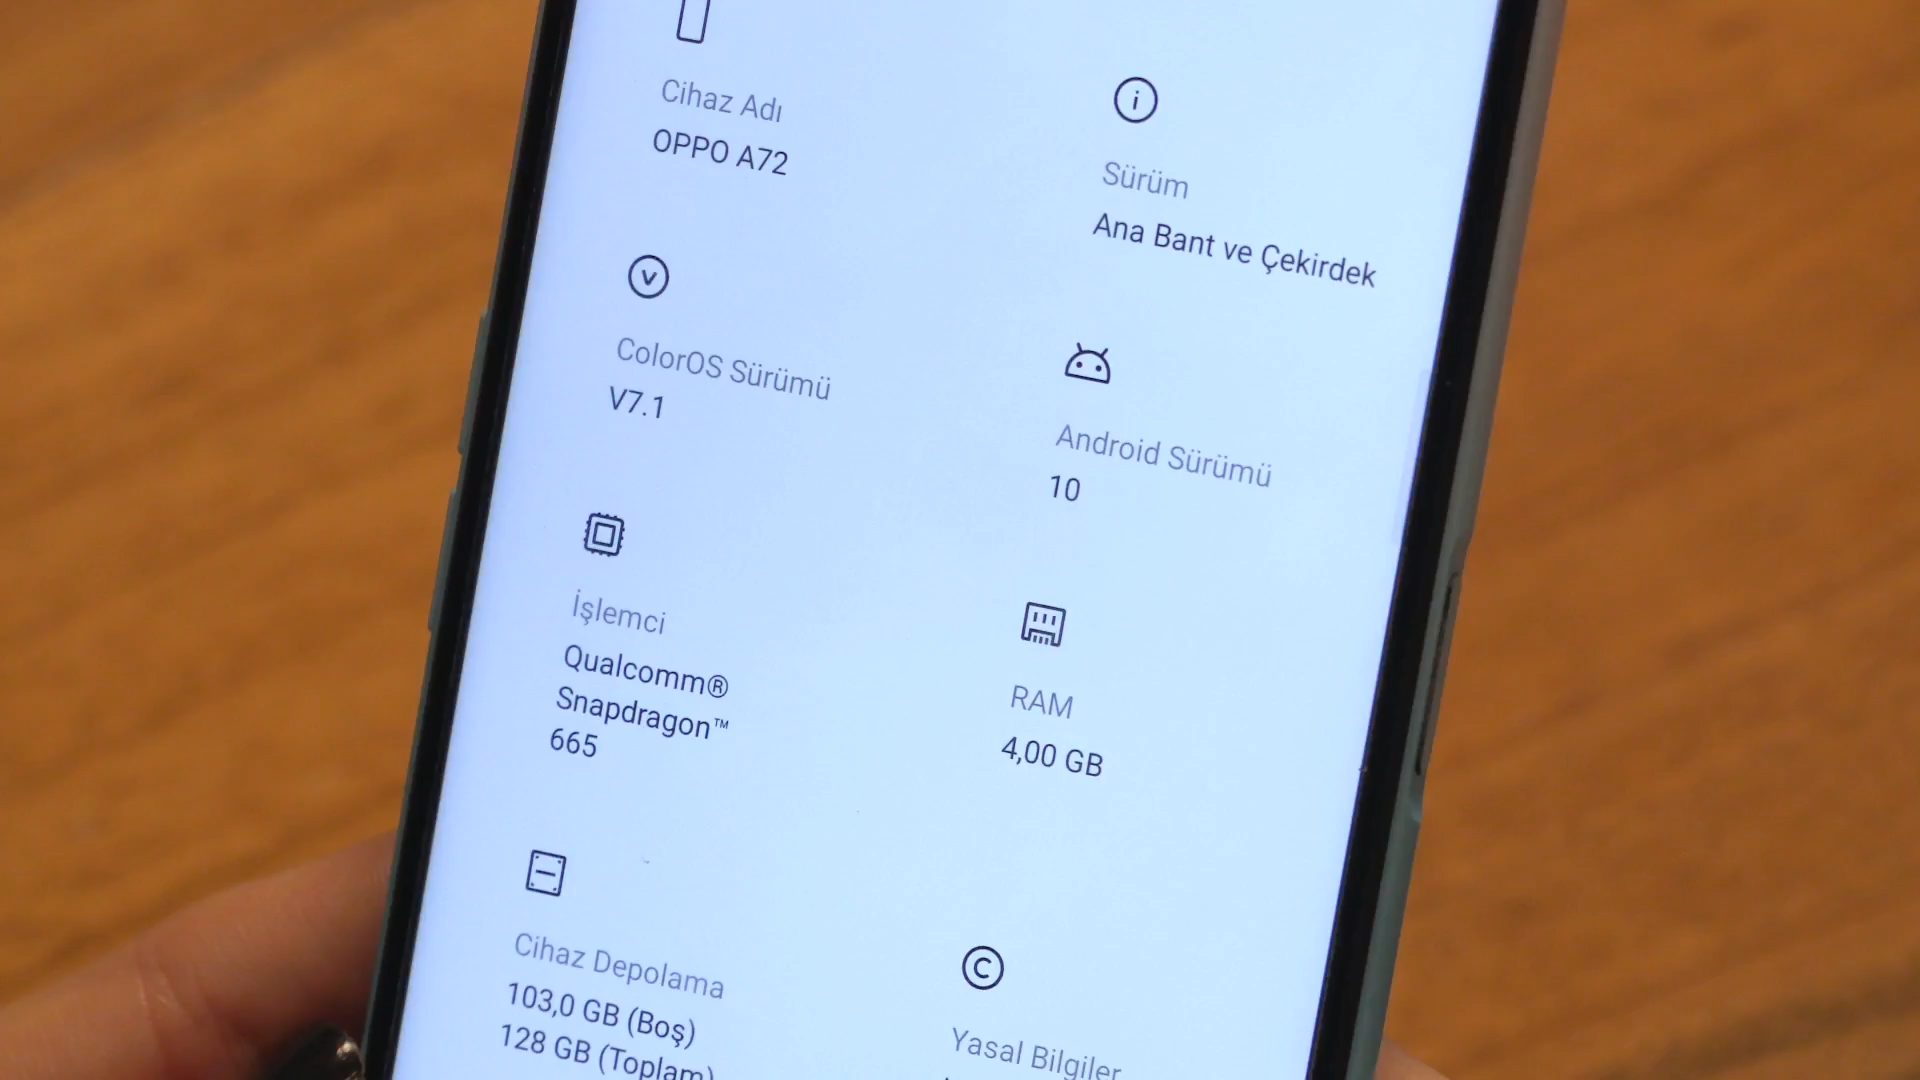 Cihaz Adı
OPPO A72
Sürüm
Ana Bant ve Çekirdek
ColorOS Sürümü
V7.1
Android Sürümü
10
İşlemci
Qualcomm®
Snapdragon™
665
RAM
4,00 GB
Cihaz Depolama
103,0 GB (Boş)
128 GB (Toplam)
Yasal Bilgiler